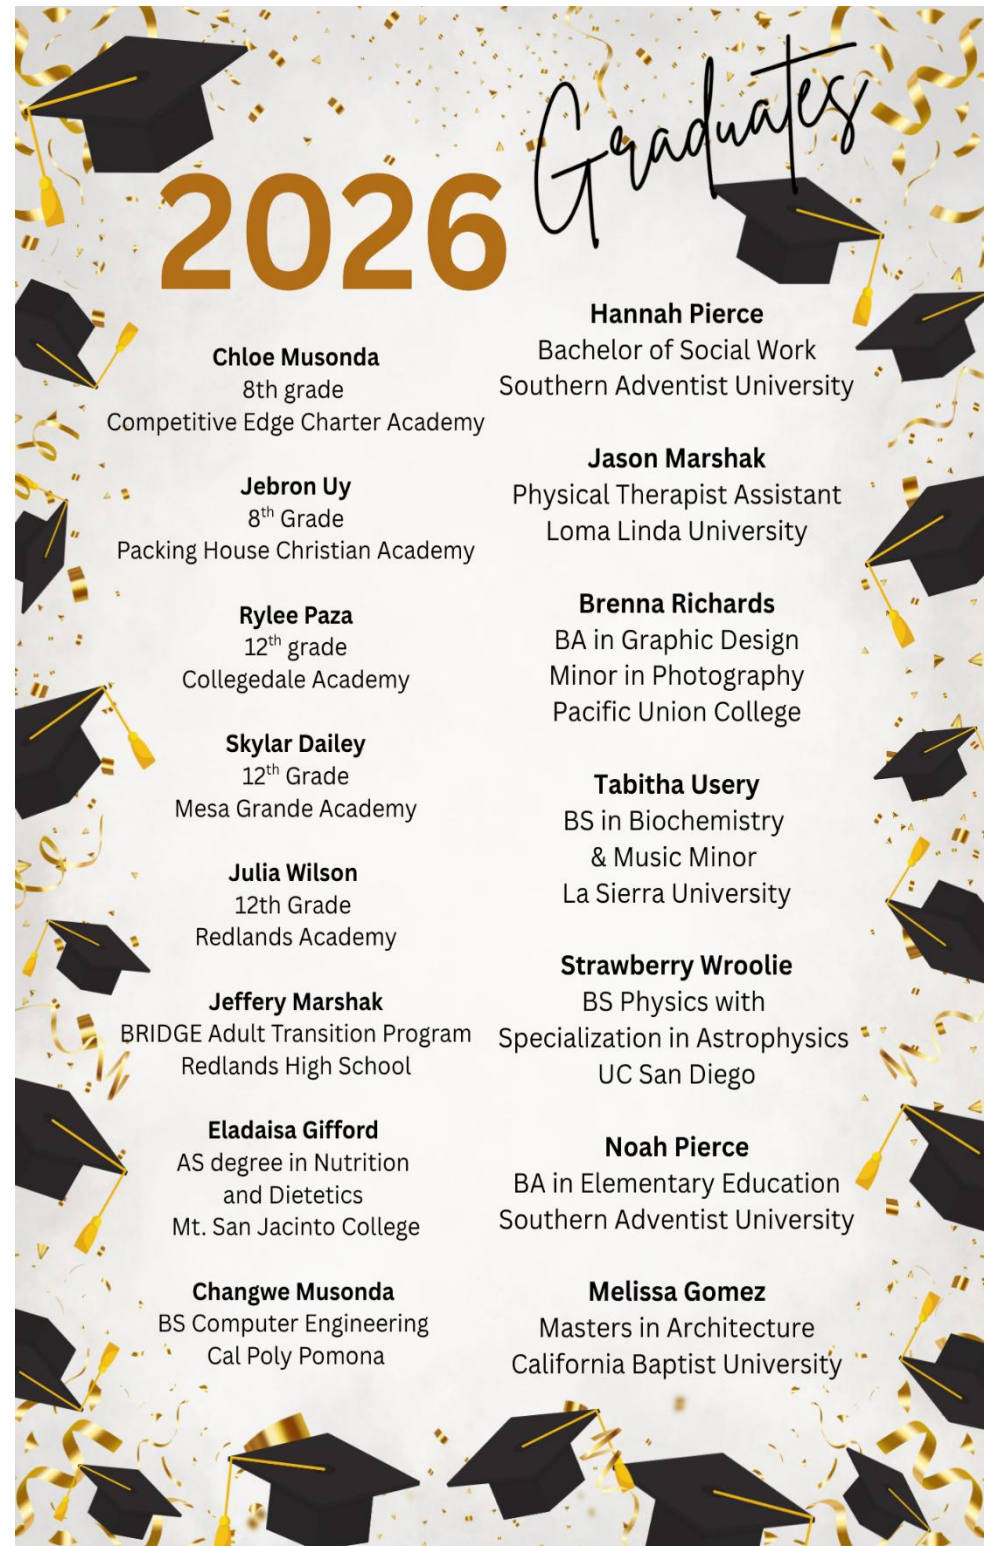 Graduates
2026
Chloe Musonda
8th grade
Competitive Edge Charter Academy
Jebron Uy
8th Grade
Packing House Christian Academy
Rylee Paza
12th grade
Collegedale Academy
Skylar Dailey
12th Grade
Mesa Grande Academy
Julia Wilson
12th Grade
Redlands Academy
Jeffery Marshak
BRIDGE Adult Transition Program
Redlands High School
Eladaisa Gifford
AS degree in Nutrition
and Dietetics
Mt. San Jacinto College
Changwe Musonda
BS Computer Engineering
Cal Poly Pomona
Hannah Pierce
Bachelor of Social Work
Southern Adventist University
Jason Marshak
Physical Therapist Assistant
Loma Linda University
Brenna Richards
BA in Graphic Design
Minor in Photography
Pacific Union College
Tabitha Usery
BS in Biochemistry
& Music Minor
La Sierra University
Strawberry Wroolie
BS Physics with
Specialization in Astrophysics
UC San Diego
Noah Pierce
BA in Elementary Education
Southern Adventist University
Melissa Gomez
Masters in Architecture
California Baptist University